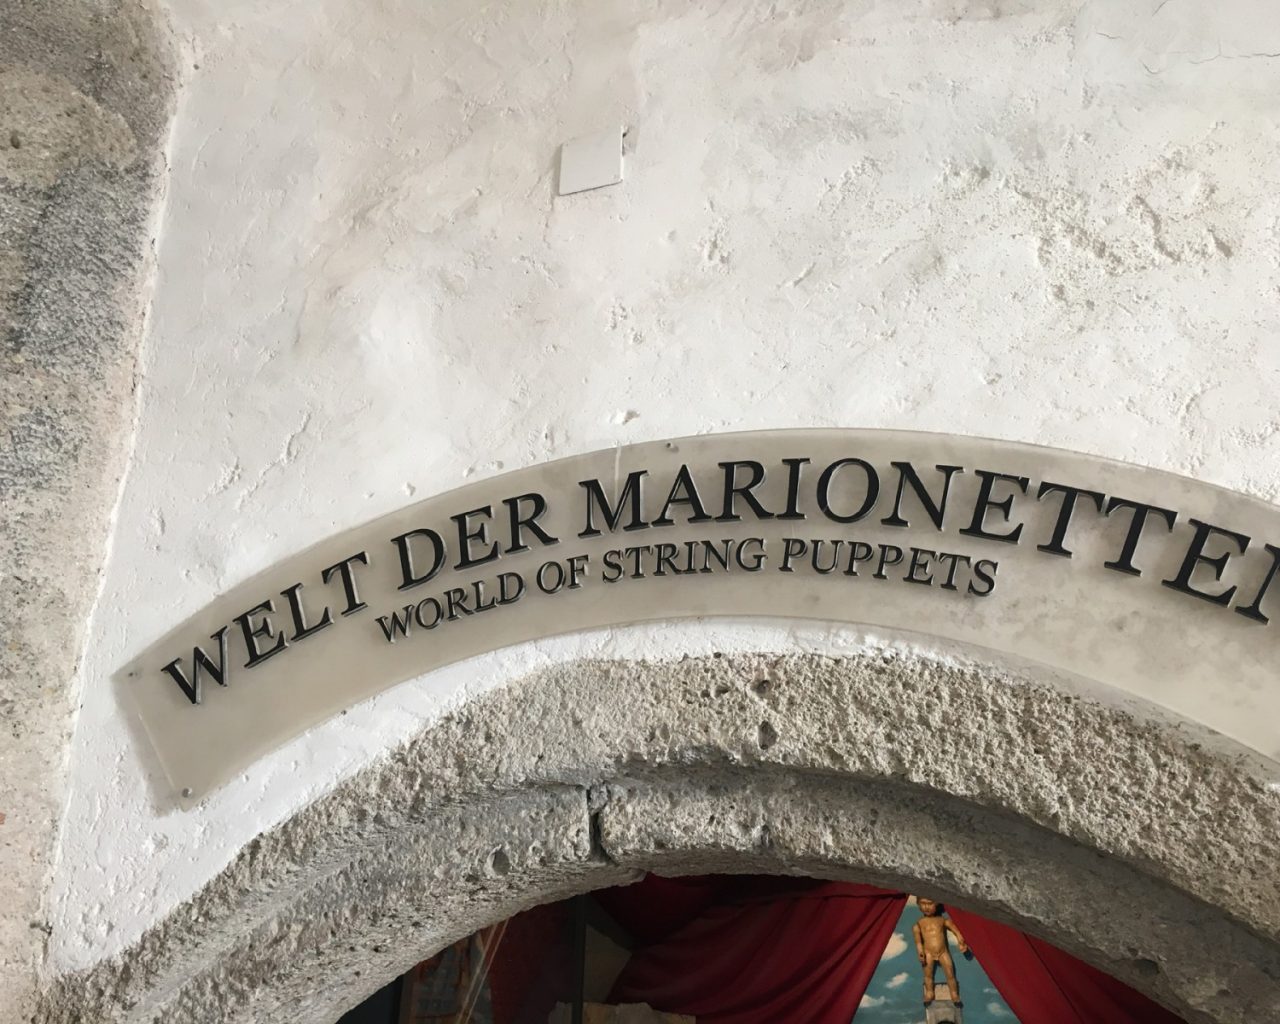 WELT DER MARIONETTEN
WORLD OF STRING PUPPETS